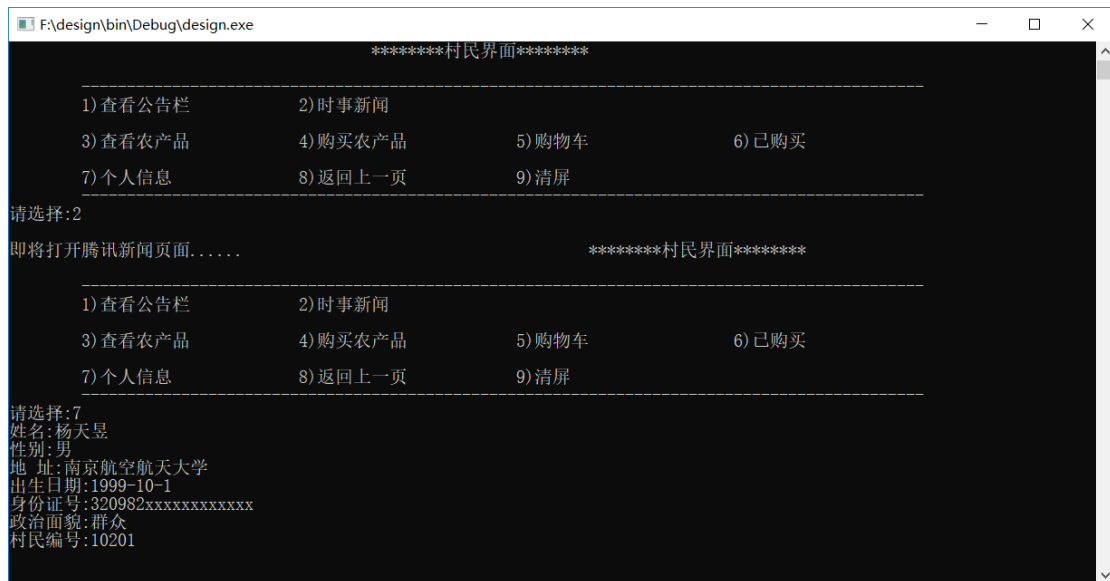 F:\design\bin\Debug\design.exe
********村民界面********
1)查看公告栏 2)时事新闻
3)查看农产品 4)购买农产品 5)购物车 6)已购买
7)个人信息 8)返回上一页 9)清屏
请选择:2
即将打开腾讯新闻页面...... ********村民界面********
1)查看公告栏 2)时事新闻
3)查看农产品 4)购买农产品 5)购物车 6)已购买
7)个人信息 8)返回上一页 9)清屏
请选择:7
姓名:杨天昱
性别:男
地 址:南京航空航天大学
出生日期:1999-10-1
身份证号:320982xxxxxxxxxxxx
政治面貌:群众
村民编号:10201